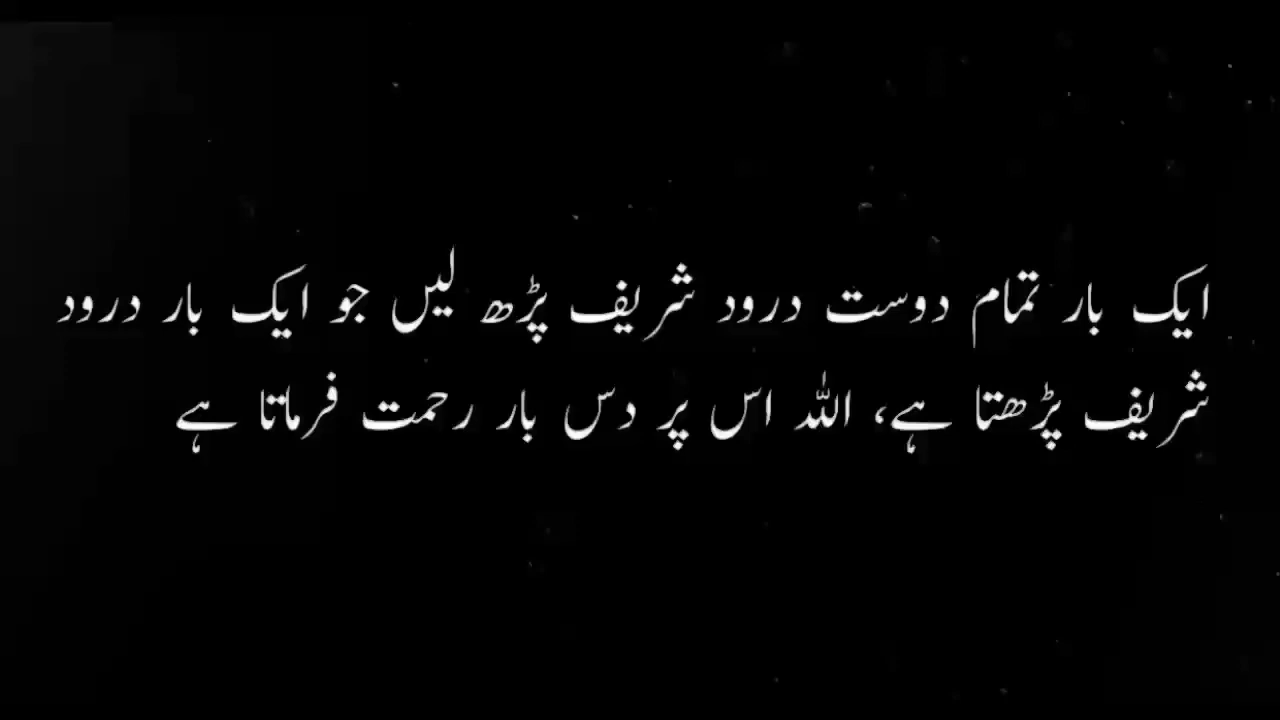 ایک بار تمام دوست درود شریف پڑھ لیں جو ایک بار درود
شریف پڑھتا ہے، اللہ اس پر دس بار رحمت فرماتا ہے